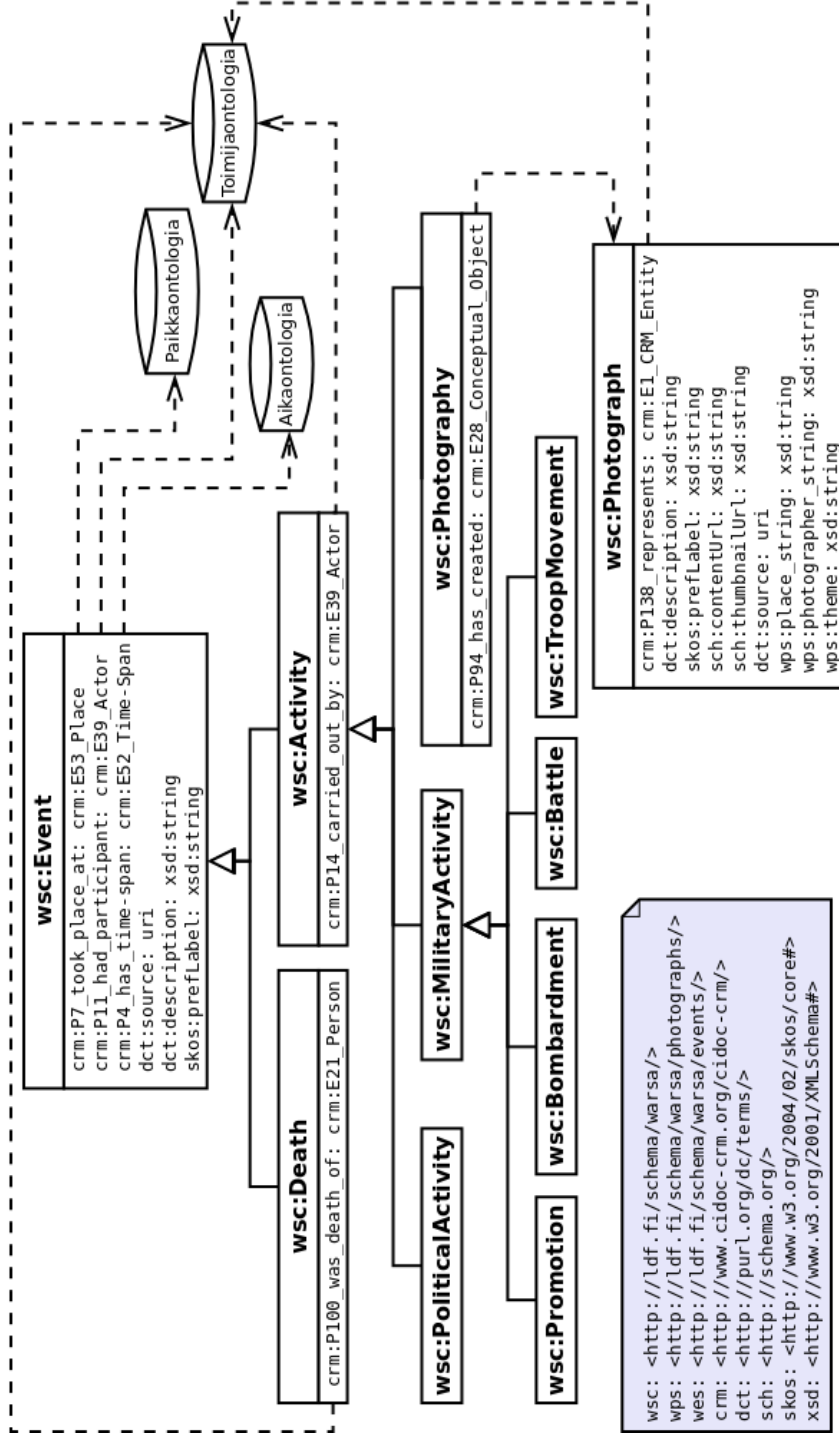 wsc:Event
crm:P7_took_place_at: crm:E53_Place
crm:P11_had_participant: crm:E39_Actor
crm:P4_has_time-span: crm:E52_Time-Span
dct:source: uri
dct:description: xsd:string
skos:prefLabel: xsd:string
Paikkaontologia
Toimijaontologia
Aikaontologia
wsc:Death
crm:P100_was_death_of: crm:E21_Person
wsc:Activity
crm:P14_carried_out_by: crm:E39_Actor
wsc:PoliticalActivity
wsc:MilitaryActivity
wsc:Photography
crm:P94_has_created: crm:E28_Conceptual_Object
wsc:Promotion
wsc:Bombardment
wsc:Battle
wsc:TroopMovement
wsc:Photograph
crm:P138_represents: crm:E1_CRM_Entity
dct:description: xsd:string
skos:prefLabel: xsd:string
sch:contentUrl: xsd:string
sch:thumbnailUrl: xsd:string
dct:source: uri
wps:place_string: xsd:tring
wps:photographer_string: xsd:string
wps:theme: xsd:string
wsc: <http://ldf.fi/schema/warsa/>
wps: <http://ldf.fi/schema/warsa/photographs/>
wes: <http://ldf.fi/schema/warsa/events/>
crm: <http://www.cidoc-crm.org/cidoc-crm/>
dct: <http://purl.org/dc/terms/>
sch: <http://schema.org/>
skos: <http://www.w3.org/2004/02/skos/core#>
xsd: <http://www.w3.org/2001/XMLSchema#>